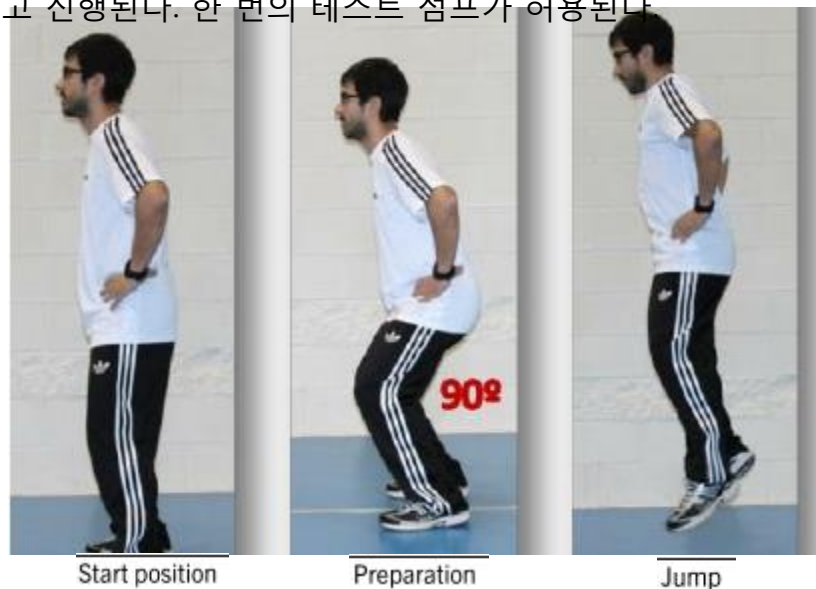 고 진행된다. 한 번의 테스트 점프가 허용된다.
90º
Start position
Preparation
Jump